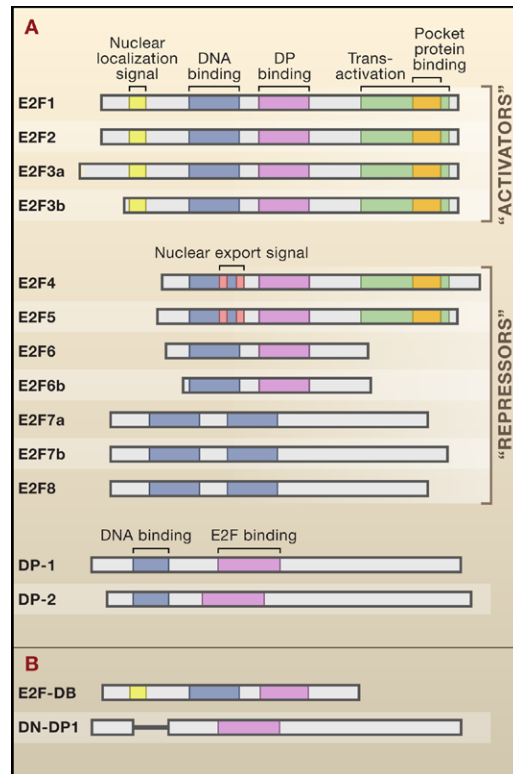 A
Nuclear
localization
signal
DNA
binding
DP
binding
Trans-
activation
Pocket
protein
binding
E2F1
E2F2
E2F3a
E2F3b
"ACTIVATORS"
Nuclear export signal
E2F4
E2F5
E2F6
E2F6b
E2F7a
E2F7b
E2F8
"REPRESSORS"
DNA binding
E2F binding
DP-1
DP-2
B
E2F-DB
DN-DP1